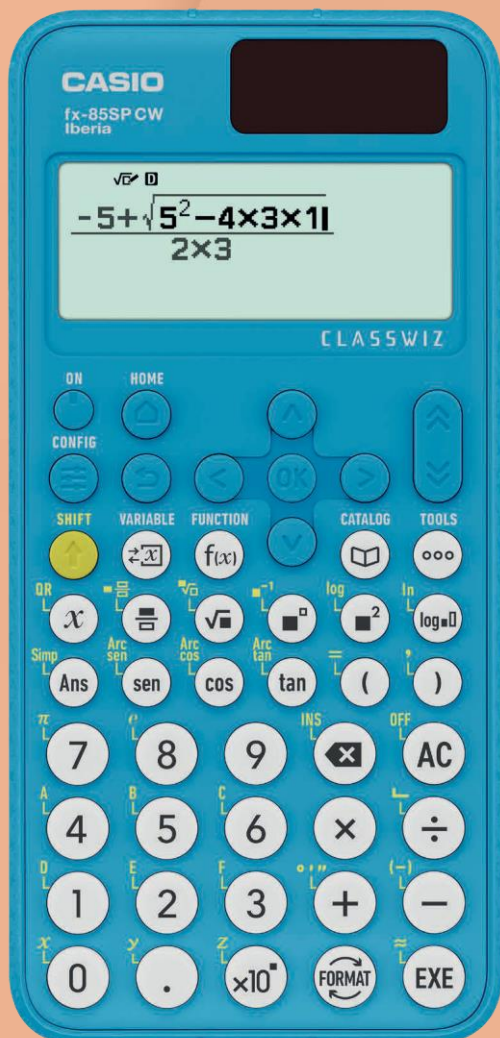 CASIO
fx-85SP CW
Iberia
√▱ D
-5+√5²-4×3×1
2×3
CLASSWIZ
ON HOME
CONFIG
OK
SHIFT VARIABLE FUNCTION CATALOG TOOLS
x f(x)
QR log ln
x √■ ■² log■▯
Simp Arc sen Arc cos Arc tan = ,
Ans sen cos tan ( )
π e INS OFF
7 8 9 AC
A B C
4 5 6 × ÷
D E F ° ′ ″ (-)
1 2 3 + −
x y z ≈
0 . ×10■ FORMAT EXE